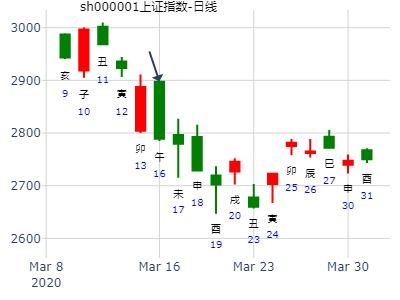 sh000001上证指数-日线
3000
2900
2800
2700
2600
亥
9
子
10
丑
11
寅
12
卯
13
午
16
未
17
申
18
酉
19
戌
20
丑
23
寅
24
卯
25
辰
26
巳
27
申
30
酉
31
Mar 8
2020
Mar 16
Mar 23
Mar 30